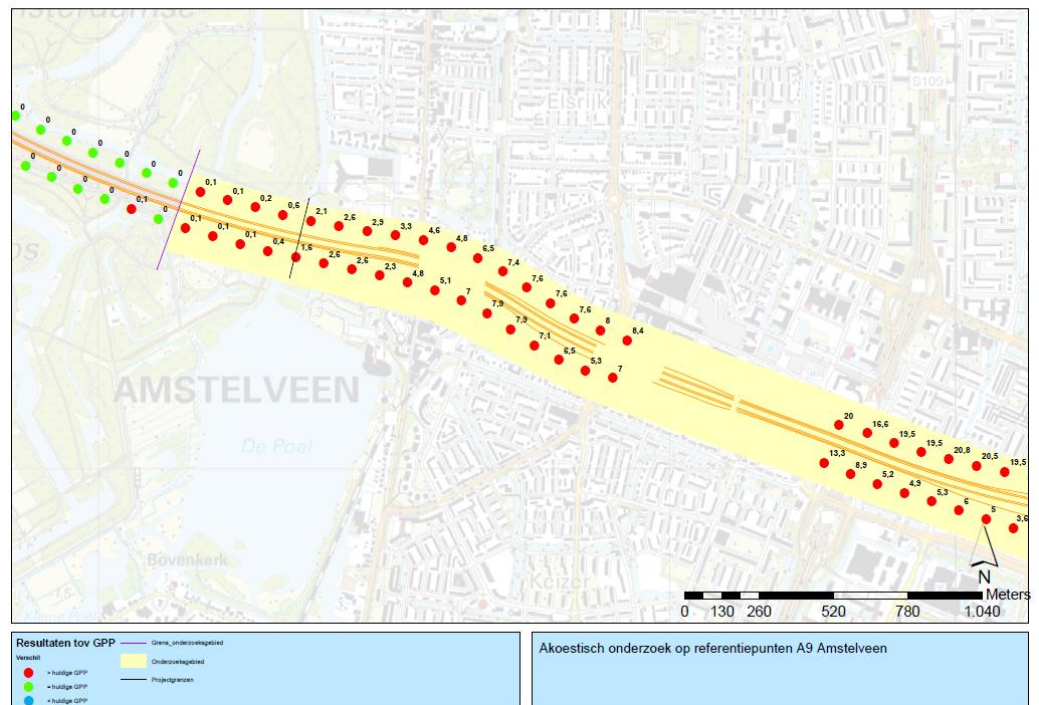 msterdamse
Elsrijk
0 0 0 0 0 0 0
0 0 0 0 0,1 0
0,1 0,1 0,2 0,6 2,1 2,6 2,9 3,3 4,6 4,8 6,5 7,4 7,6 7,6 7,6 8 8,4
0,1 0,1 0,1 0,4 1,6 2,6 2,6 2,3 4,8 5,1 7 7,9 7,3 7,1 6,5 5,3 7
20 16,6 19,5 19,5 20,8 20,5 19,5
13,3 8,9 5,2 4,9 5,3 6 5 3,6
AMSTELVEEN
De Poel
Bovenkerk
Keizer
N
Meters
0 130 260 520 780 1.040
Resultaten tov GPP
Verschil
> huidige GPP
= huidige GPP
< huidige GPP
Grens_onderzoeksgebied
Onderzoeksgebied
Projectgrenzen
Akoestisch onderzoek op referentiepunten A9 Amstelveen